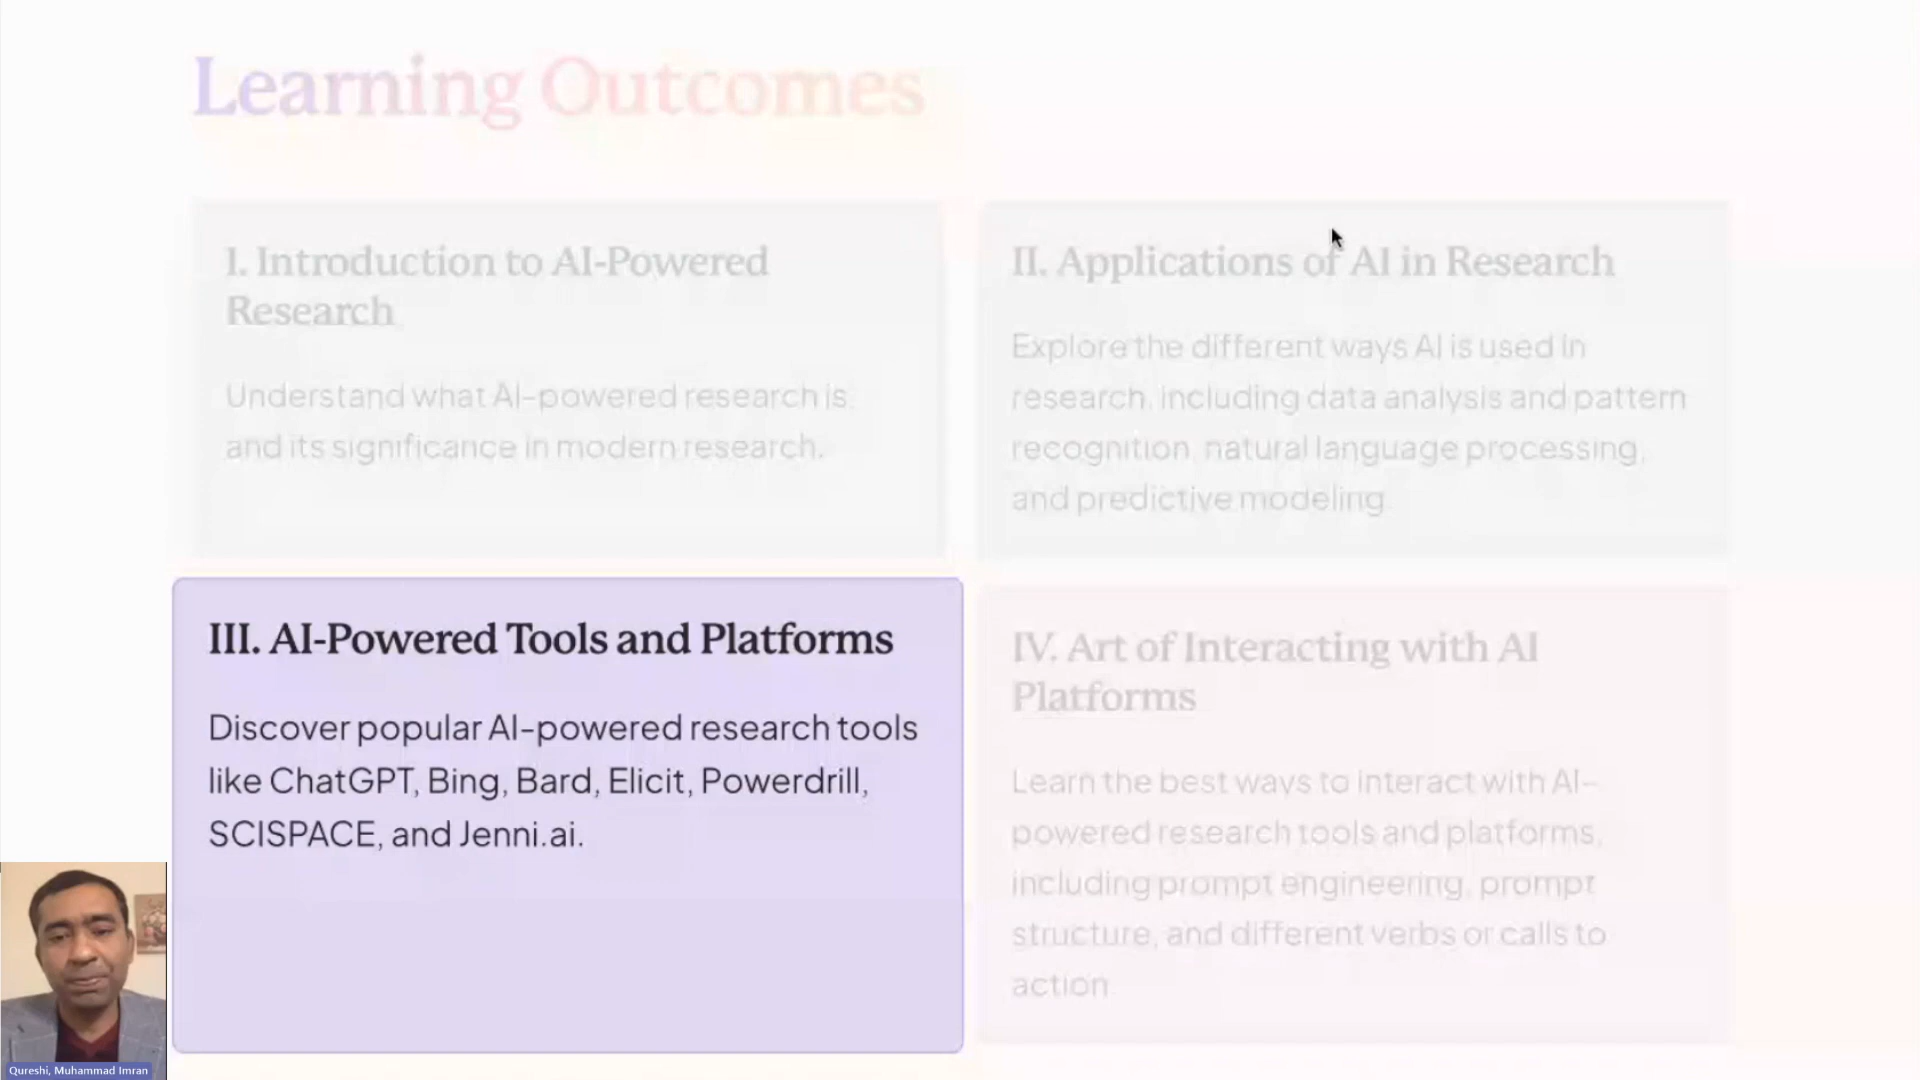 Learning Outcomes
I. Introduction to AI-Powered
Research
Understand what AI-powered research is,
and its significance in modern research.
II. Applications of AI in Research
Explore the different ways AI is used in
research, including data analysis and pattern
recognition, natural language processing,
and predictive modeling.
III. AI-Powered Tools and Platforms
Discover popular AI-powered research tools
like ChatGPT, Bing, Bard, Elicit, Powerdrill,
SCISPACE, and Jenni.ai.
IV. Art of Interacting with AI
Platforms
Learn the best ways to interact with AI-
powered research tools and platforms,
including prompt engineering, prompt
structure, and different verbs or calls to
action
Qureshi, Muhammad Imran